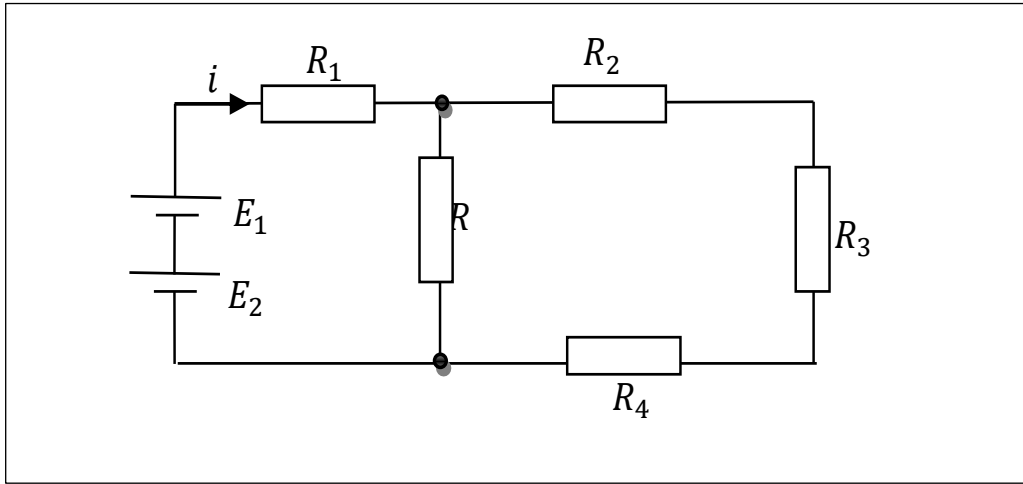 i
R₁
R₂
E₁
R
R₃
E₂
R₄